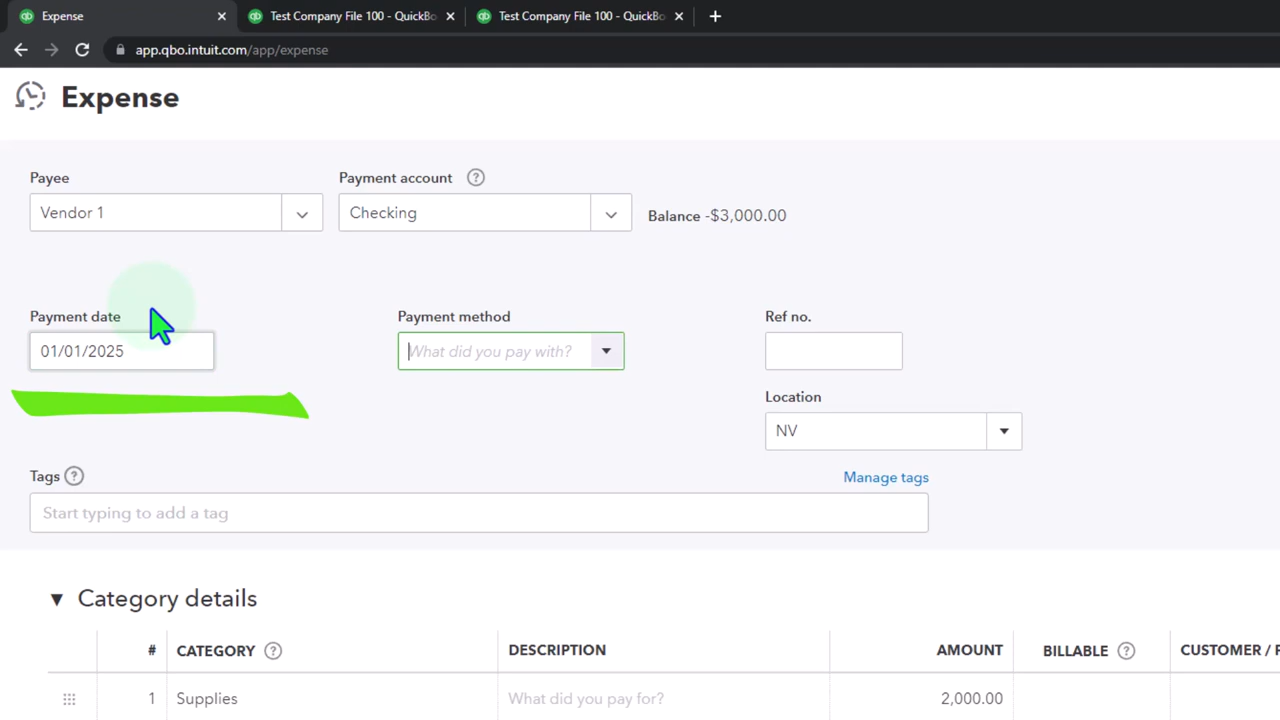 Expense
Test Company File 100 - QuickBo
Test Company File 100 - QuickBo
app.qbo.intuit.com/app/expense
Expense
Payee
Payment account
Vendor 1
Checking
Balance -$3,000.00
Payment date
Payment method
Ref no.
01/01/2025
What did you pay with?
Location
NV
Tags
Manage tags
Start typing to add a tag
Category details
# CATEGORY DESCRIPTION AMOUNT BILLABLE CUSTOMER / P
1 Supplies What did you pay for? 2,000.00